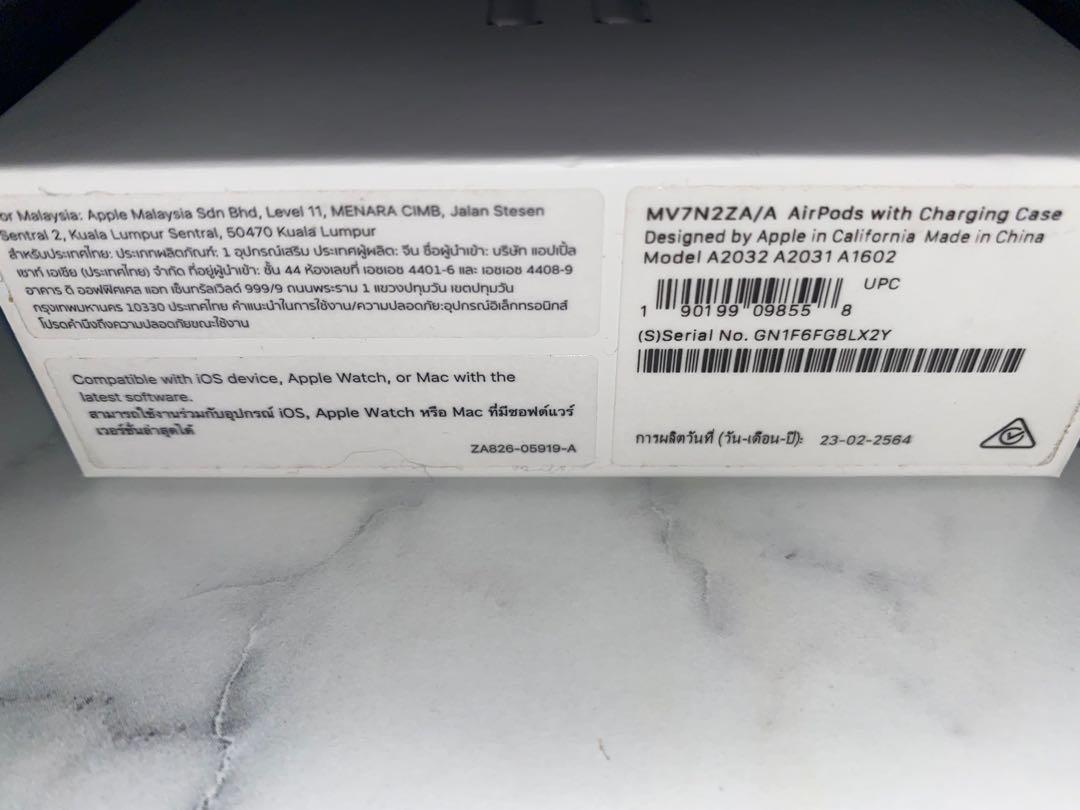 or Malaysia: Apple Malaysia Sdn Bhd, Level 11, MENARA CIMB, Jalan Stesen
Sentral 2, Kuala Lumpur Sentral, 50470 Kuala Lumpur
สำหรับประเทศไทย: ประเภทผลิตภัณฑ์: 1 อุปกรณ์เสริม ประเทศผู้ผลิต: จีน ชื่อผู้นำเข้า: บริษัท แอปเปิ้ล
เซาท์ เอเชีย (ประเทศไทย) จำกัด ที่อยู่ผู้นำเข้า: ชั้น 44 ห้องเลขที่ เอชเอช 4401-6 และ เอชเอช 4408-9
อาคาร ดิ ออฟฟิศเศส แอท เซ็นทรัลเวิลด์ 999/9 ถนนพระราม 1 แขวงปทุมวัน เขตปทุมวัน
กรุงเทพมหานคร 10330 ประเทศไทย คำแนะนำในการใช้งาน/ความปลอดภัย:อุปกรณ์อิเล็กทรอนิกส์
โปรดคำนึงถึงความปลอดภัยขณะใช้งาน
Compatible with iOS device, Apple Watch, or Mac with the
latest software.
สามารถใช้งานร่วมกับอุปกรณ์ iOS, Apple Watch หรือ Mac ที่มีซอฟต์แวร์
เวอร์ชั่นล่าสุดได้
ZA826-05919-A
MV7N2ZA/A AirPods with Charging Case
Designed by Apple in California Made in China
Model A2032 A2031 A1602
UPC
1 90199 09855 8
(S)Serial No. GN1F6FG8LX2Y
การผลิตวันที่ (วัน-เดือน-ปี): 23-02-2564